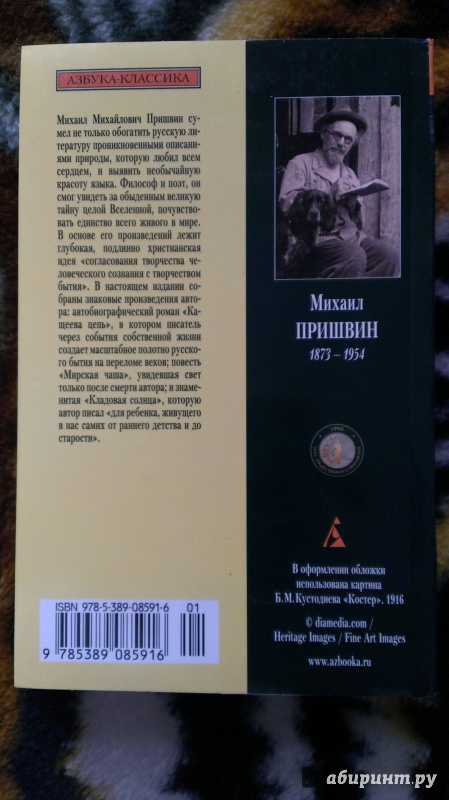 АЗБУКА-КЛАССИКА
Михаил Михайлович Пришвин су-
мел не только обогатить русскую ли-
тературу проникновенными описани-
ями природы, которую любил всем
сердцем, и выявить необычайную
красоту языка. Философ и поэт, он
смог увидеть за обыденным великую
тайну целой Вселенной, почувство-
вать единство всего живого в мире.
В основе его произведений лежит
глубокая, подлинно христианская
идея «согласования творчества че-
ловеческого сознания с творчеством
бытия». В настоящем издании со-
браны знаковые произведения авто-
ра: автобиографический роман «Ка-
щеева цепь», в котором писатель
через события собственной жизни
создает масштабное полотно русско-
го бытия на переломе веков; повесть
«Мирская чаша», увидевшая свет
только после смерти автора; и знаме-
нитая «Кладовая солнца», которую
автор писал «для ребенка, живущего
в нас самих от раннего детства и до
старости».
ISBN 978-5-389-08591-6 01
9 785389 085916
Михаил
ПРИШВИН
1873 – 1954
В оформлении обложки
использована картина
Б. М. Кустодиева «Костер». 1916
© diamedia.com /
Heritage Images / Fine Art Images
www.azbooka.ru
абиринт.ру